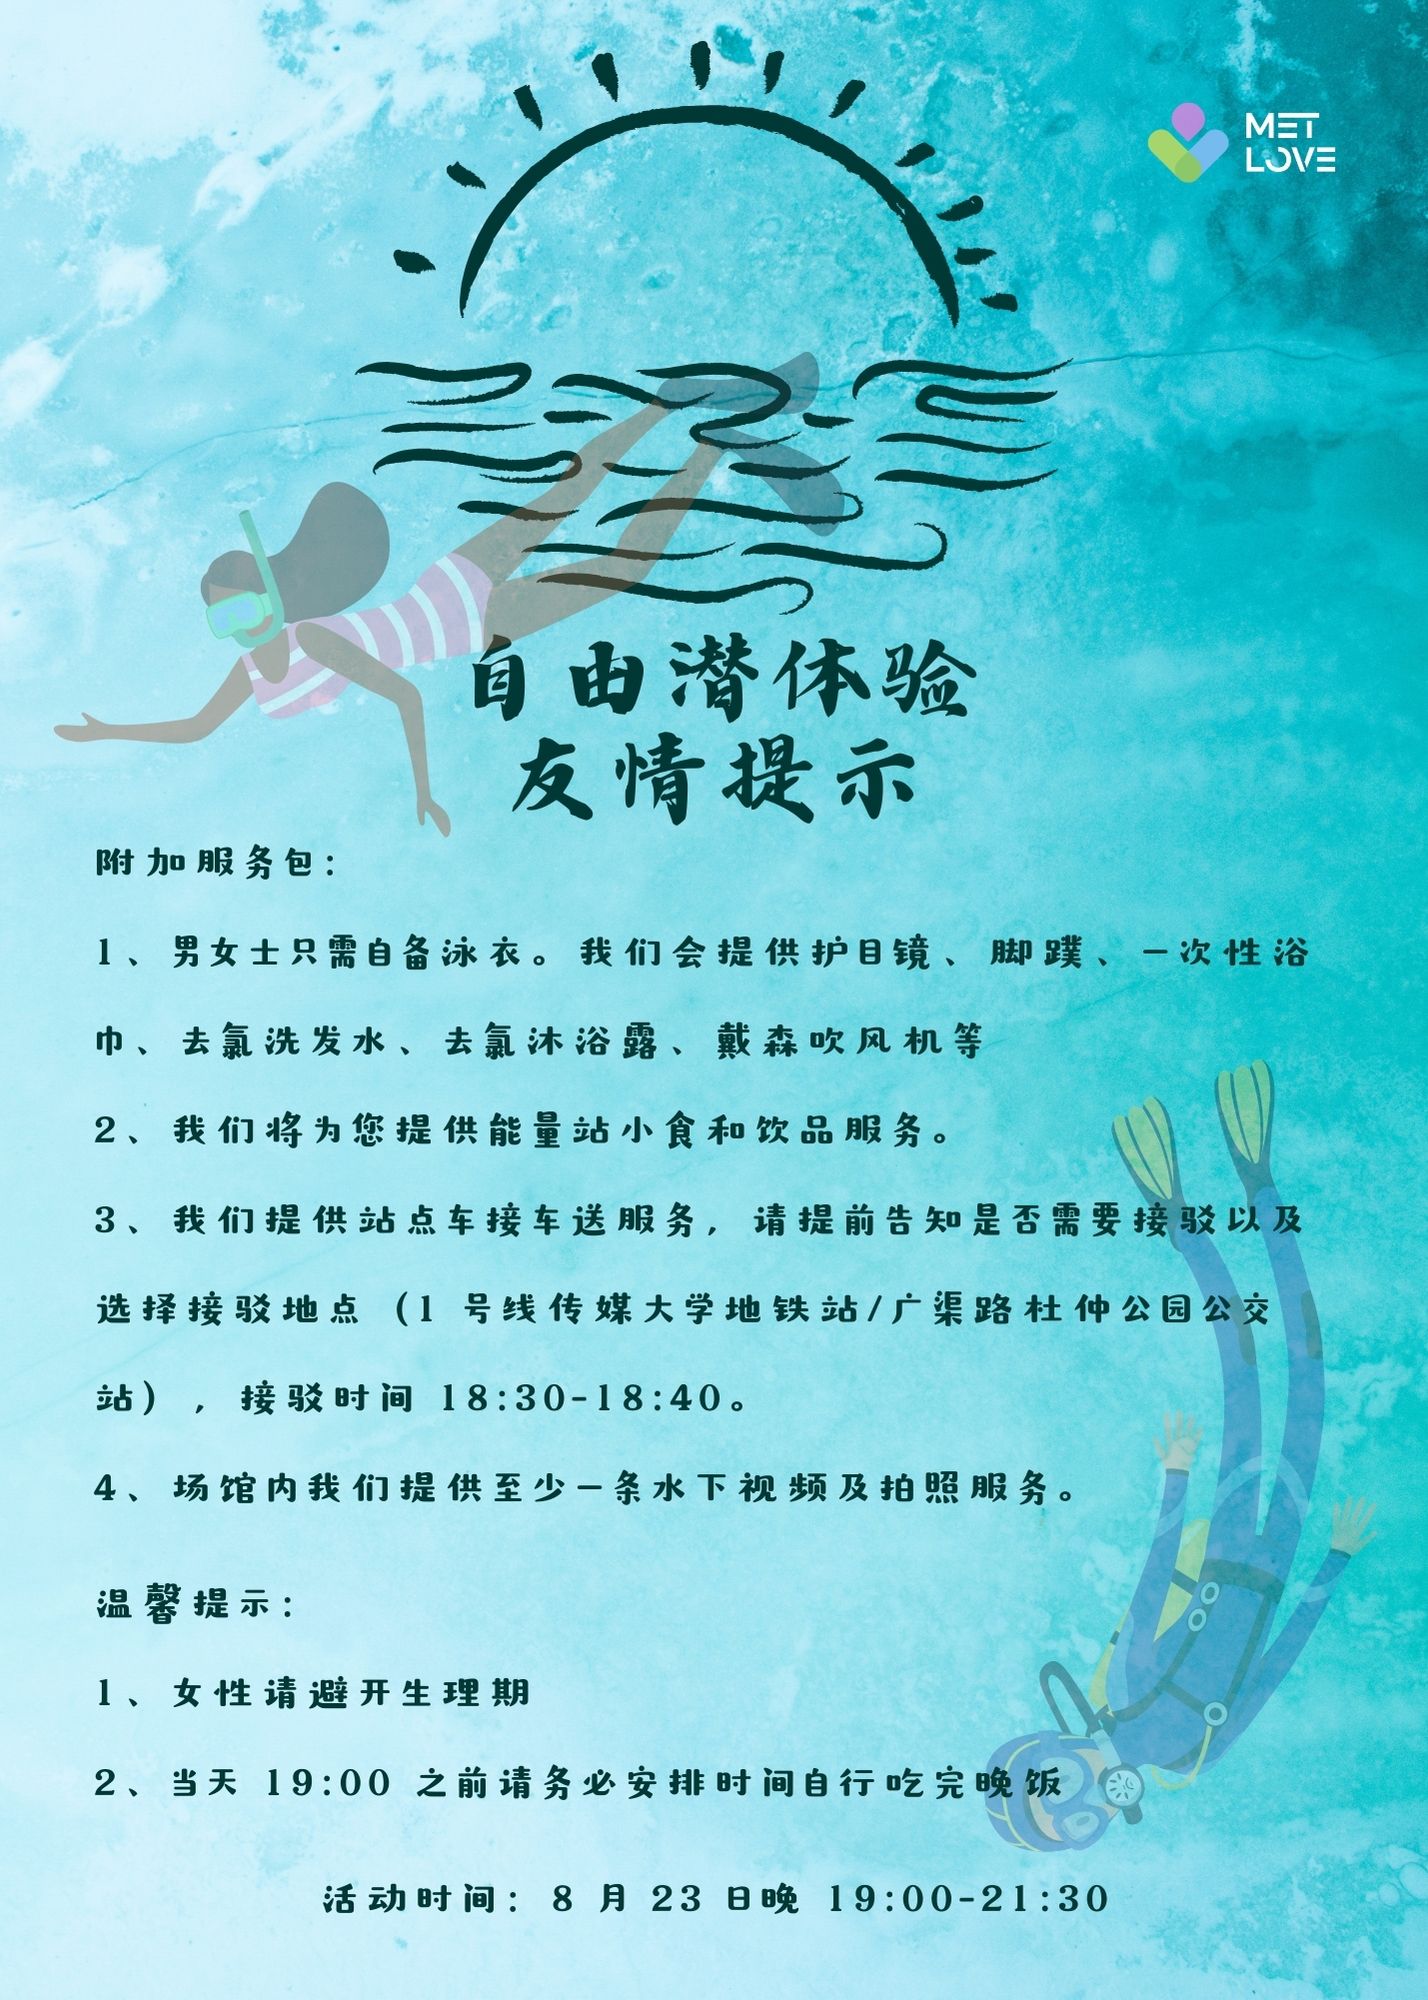 MET
LOVE
自由潜体验
友情提示
附加服务包：
1、男女士只需自备泳衣。我们会提供护目镜、脚蹼、一次性浴
巾、去氯洗发水、去氯沐浴露、戴森吹风机等
2、我们将为您提供能量站小食和饮品服务。
3、我们提供站点车接车送服务，请提前告知是否需要接驳以及
选择接驳地点（1 号线传媒大学地铁站/广渠路杜仲公园公交
站），接驳时间 18:30-18:40。
4、场馆内我们提供至少一条水下视频及拍照服务。
温馨提示：
1、女性请避开生理期
2、当天 19:00 之前请务必安排时间自行吃完晚饭
活动时间：8 月 23 日晚 19:00-21:30